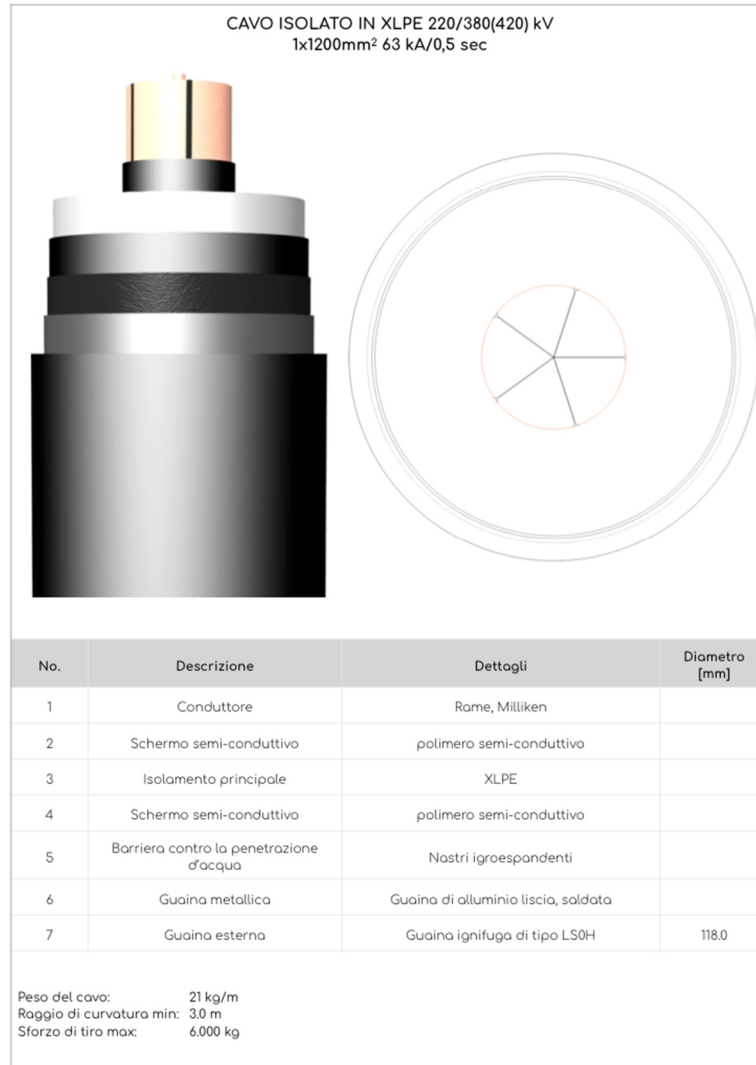 CAVO ISOLATO IN XLPE 220/380(420) kV
1x1200mm² 63 kA/0,5 sec
No. Descrizione Dettagli Diametro [mm]
1 Conduttore Rame, Milliken
2 Schermo semi-conduttivo polimero semi-conduttivo
3 Isolamento principale XLPE
4 Schermo semi-conduttivo polimero semi-conduttivo
5 Barriera contro la penetrazione d'acqua Nastri igroespandenti
6 Guaina metallica Guaina di alluminio liscia, saldata
7 Guaina esterna Guaina ignifuga di tipo LS0H 118.0
Peso del cavo: 21 kg/m
Raggio di curvatura min: 3.0 m
Sforzo di tiro max: 6.000 kg